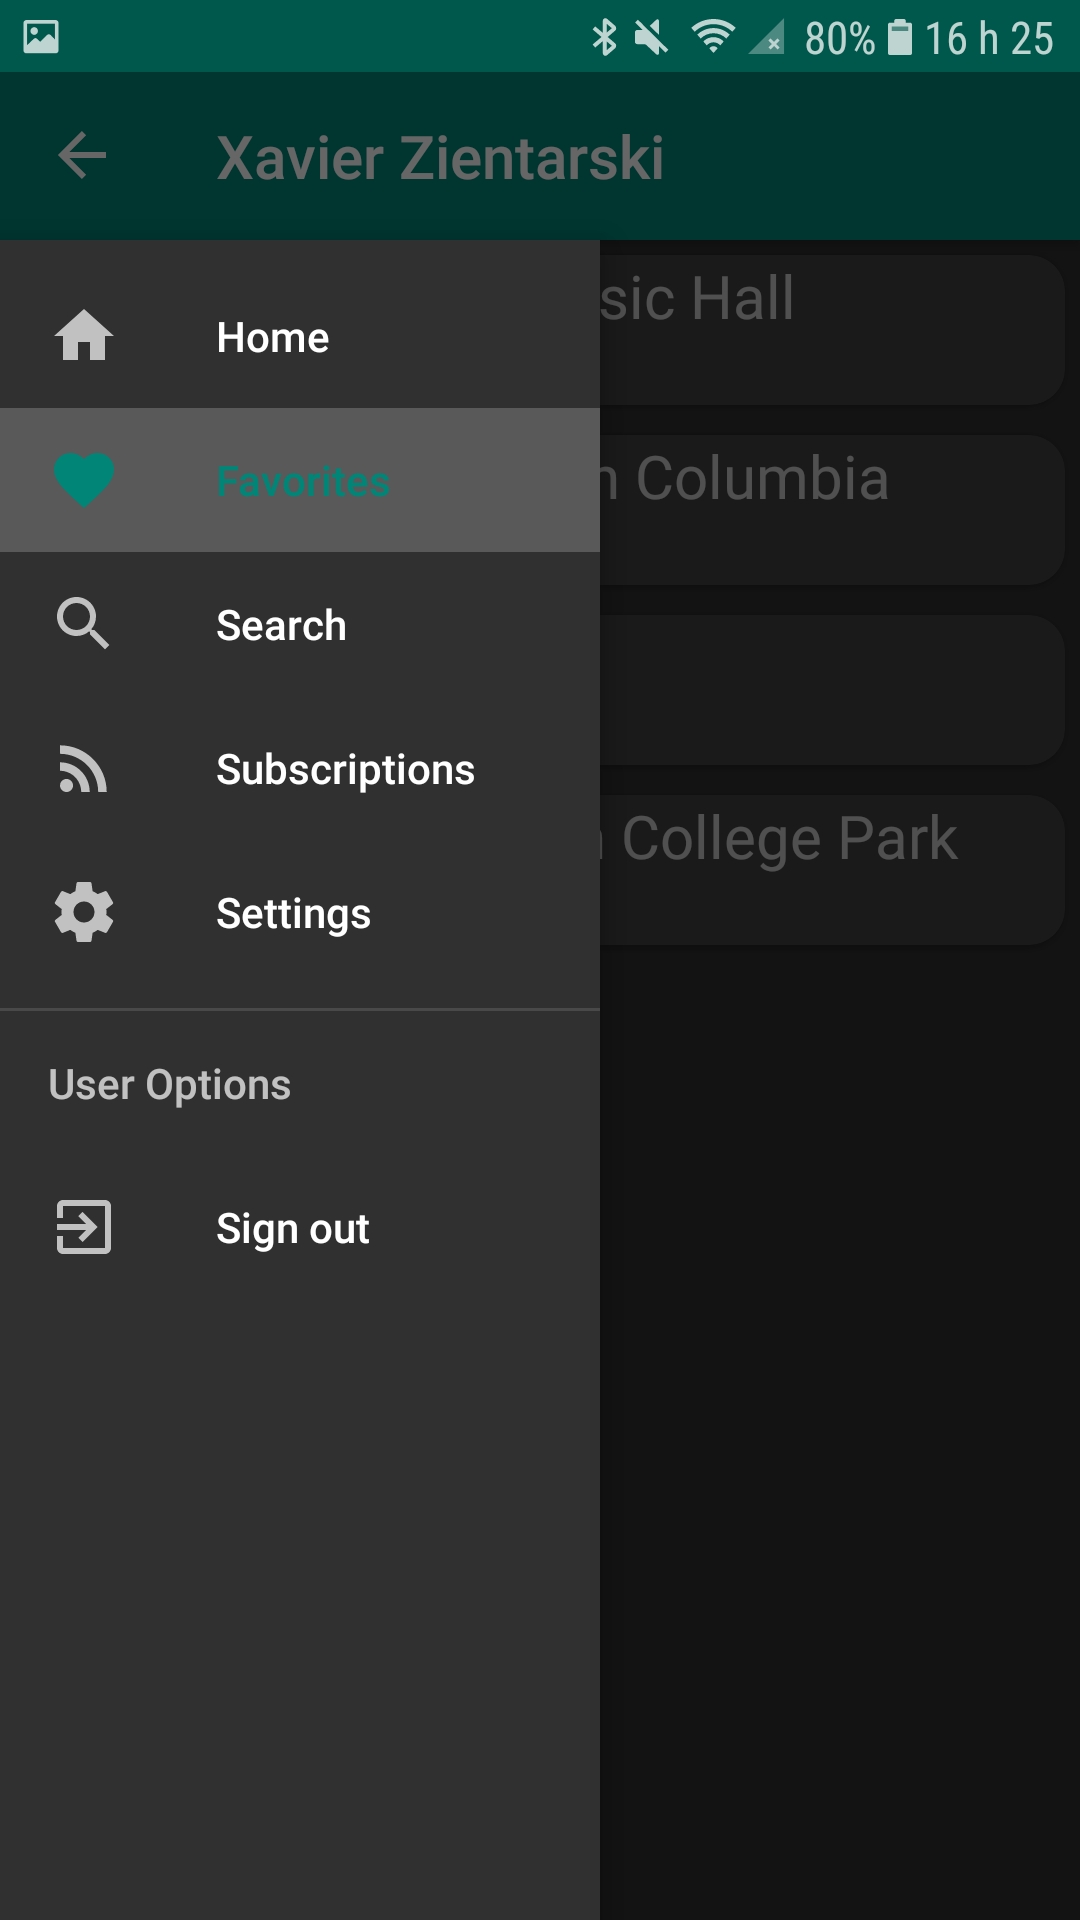 80% 16 h 25
Xavier Zientarski
Home
sic Hall
Favorites
Columbia
Search
Subscriptions
College Park
Settings
User Options
Sign out